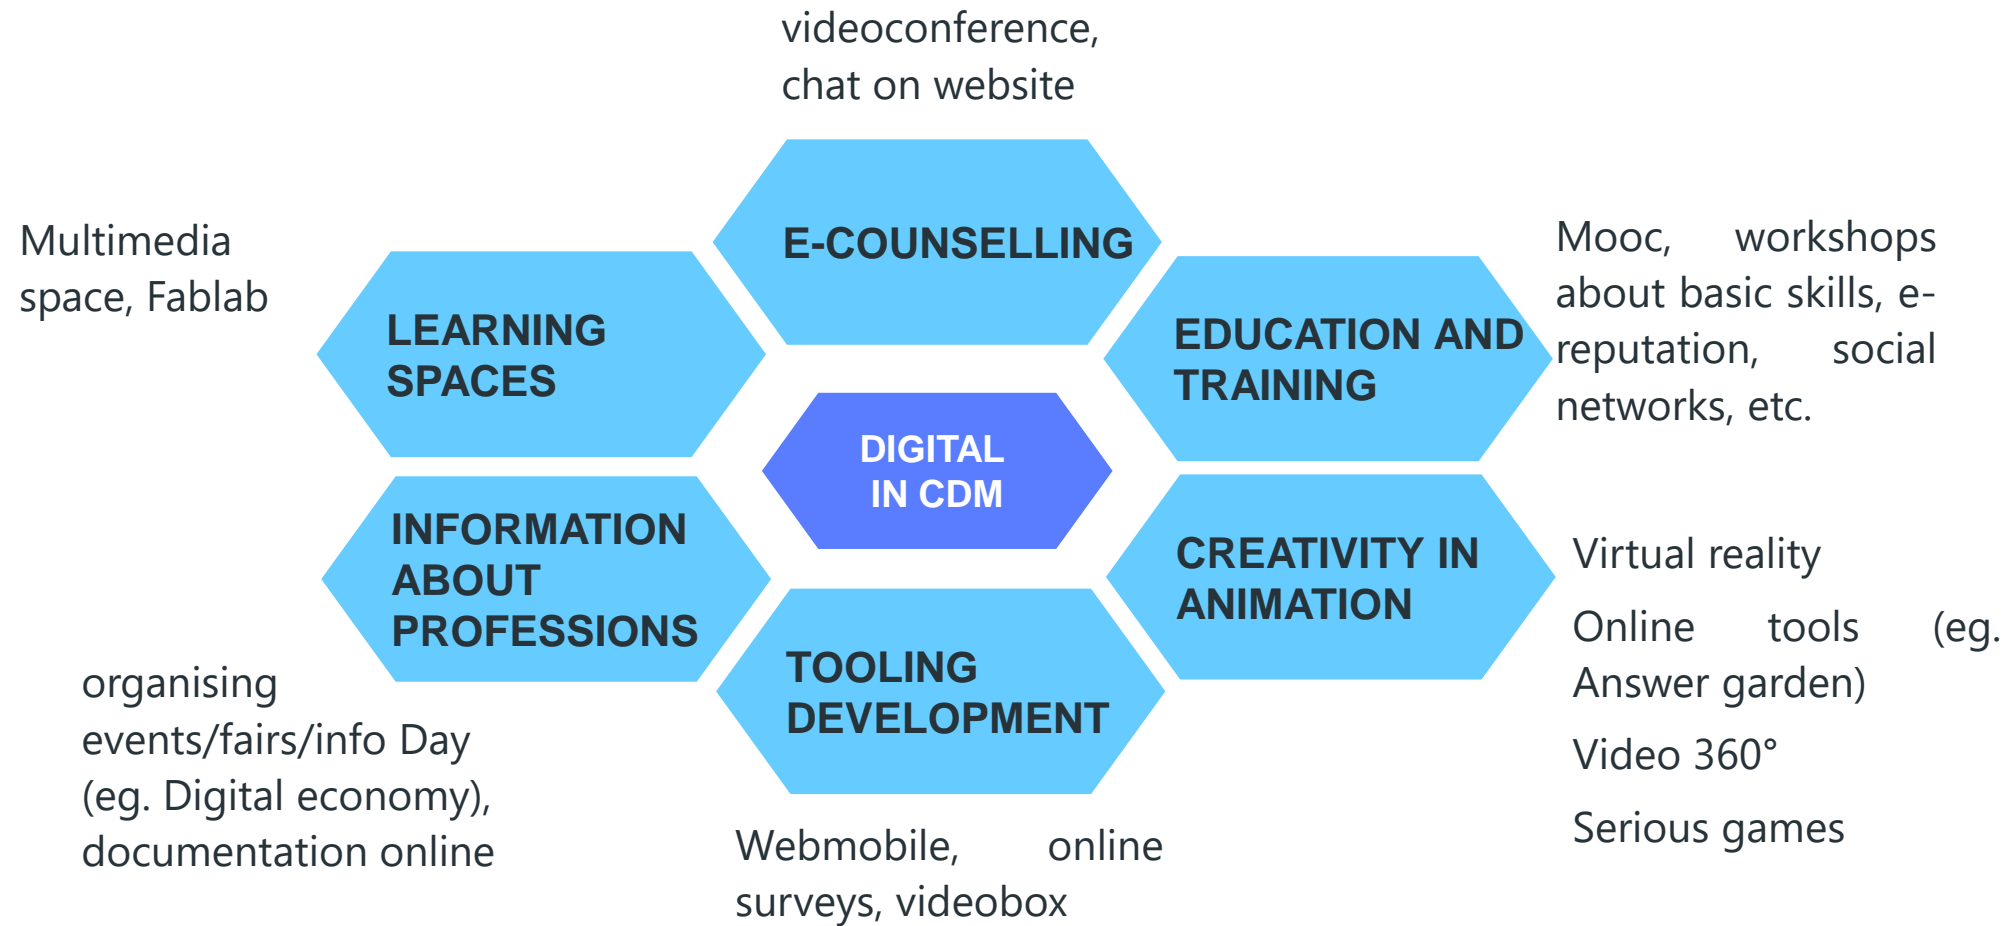 videoconference,
chat on website
E-COUNSELLING
Multimedia
space, Fablab
LEARNING
SPACES
EDUCATION AND
TRAINING
Mooc, workshops
about basic skills, e-
reputation, social
networks, etc.
DIGITAL
IN CDM
INFORMATION
ABOUT
PROFESSIONS
organising
events/fairs/info Day
(eg. Digital economy),
documentation online
TOOLING
DEVELOPMENT
Webmobile, online
surveys, videobox
CREATIVITY IN
ANIMATION
Virtual reality
Online tools (eg.
Answer garden)
Video 360°
Serious games